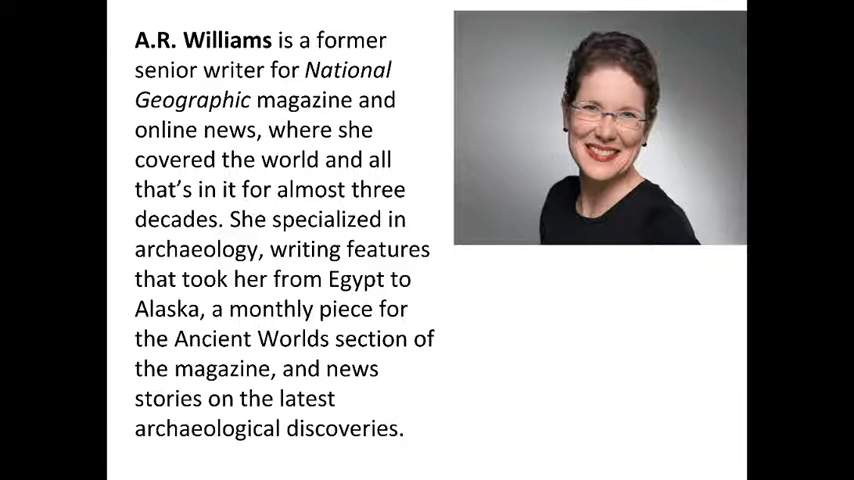 A.R. Williams is a former
senior writer for National
Geographic magazine and
online news, where she
covered the world and all
that’s in it for almost three
decades. She specialized in
archaeology, writing features
that took her from Egypt to
Alaska, a monthly piece for
the Ancient Worlds section of
the magazine, and news
stories on the latest
archaeological discoveries.